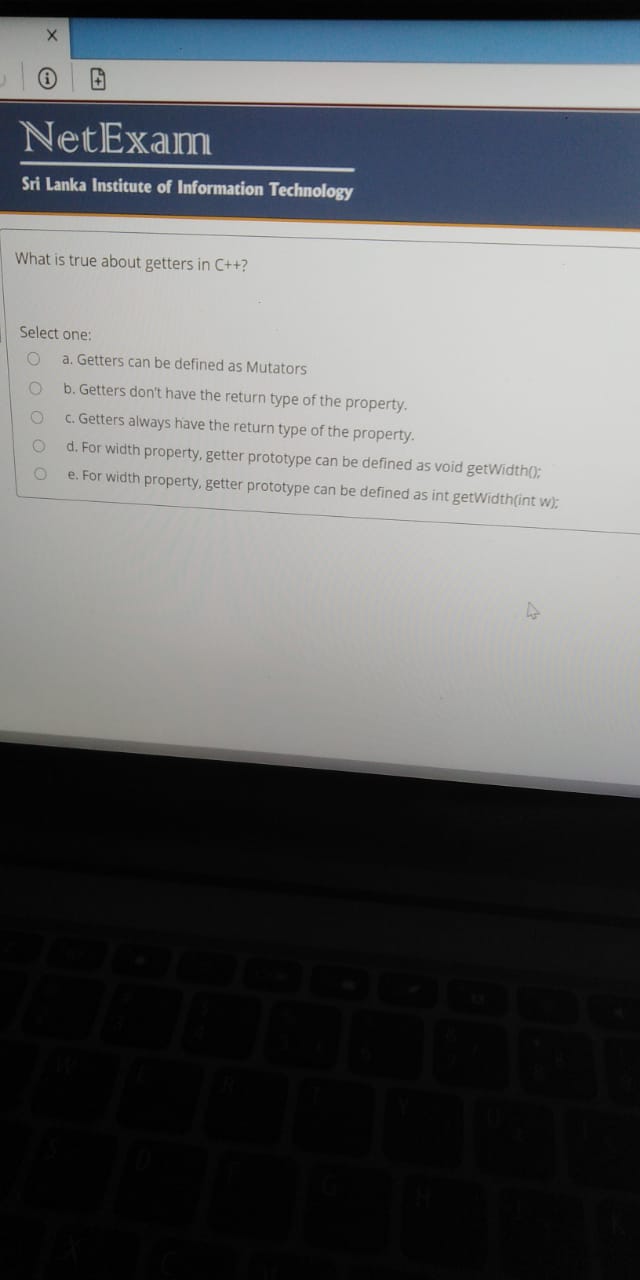 NetExam
Sri Lanka Institute of Information Technology
What is true about getters in C++?
Select one:
a. Getters can be defined as Mutators
b. Getters don't have the return type of the property.
c. Getters always have the return type of the property.
d. For width property, getter prototype can be defined as void getWidth();
e. For width property, getter prototype can be defined as int getWidth(int w);